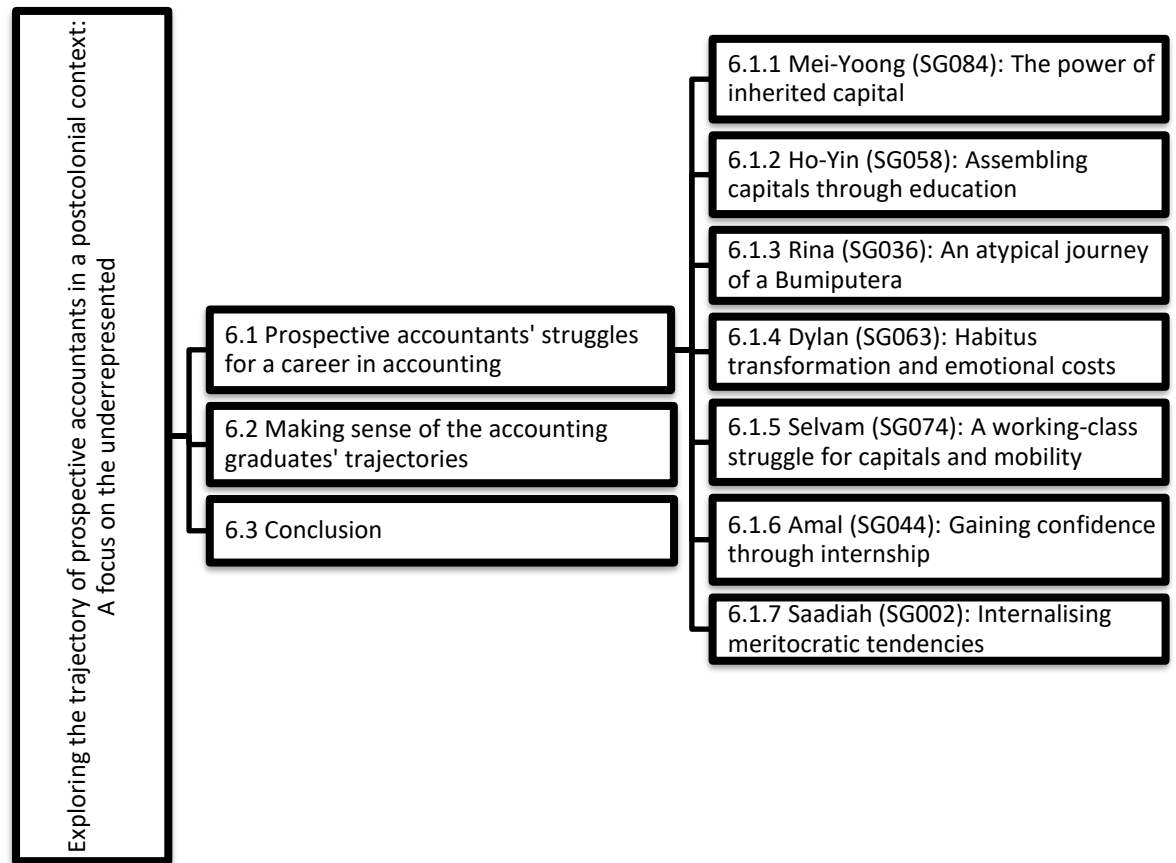 Exploring the trajectory of prospective accountants in a postcolonial context:
A focus on the underrepresented
6.1 Prospective accountants' struggles
for a career in accounting
6.2 Making sense of the accounting
graduates' trajectories
6.3 Conclusion
6.1.1 Mei-Yoong (SG084): The power of
inherited capital
6.1.2 Ho-Yin (SG058): Assembling
capitals through education
6.1.3 Rina (SG036): An atypical journey
of a Bumiputera
6.1.4 Dylan (SG063): Habitus
transformation and emotional costs
6.1.5 Selvam (SG074): A working-class
struggle for capitals and mobility
6.1.6 Amal (SG044): Gaining confidence
through internship
6.1.7 Saadiah (SG002): Internalising
meritocratic tendencies